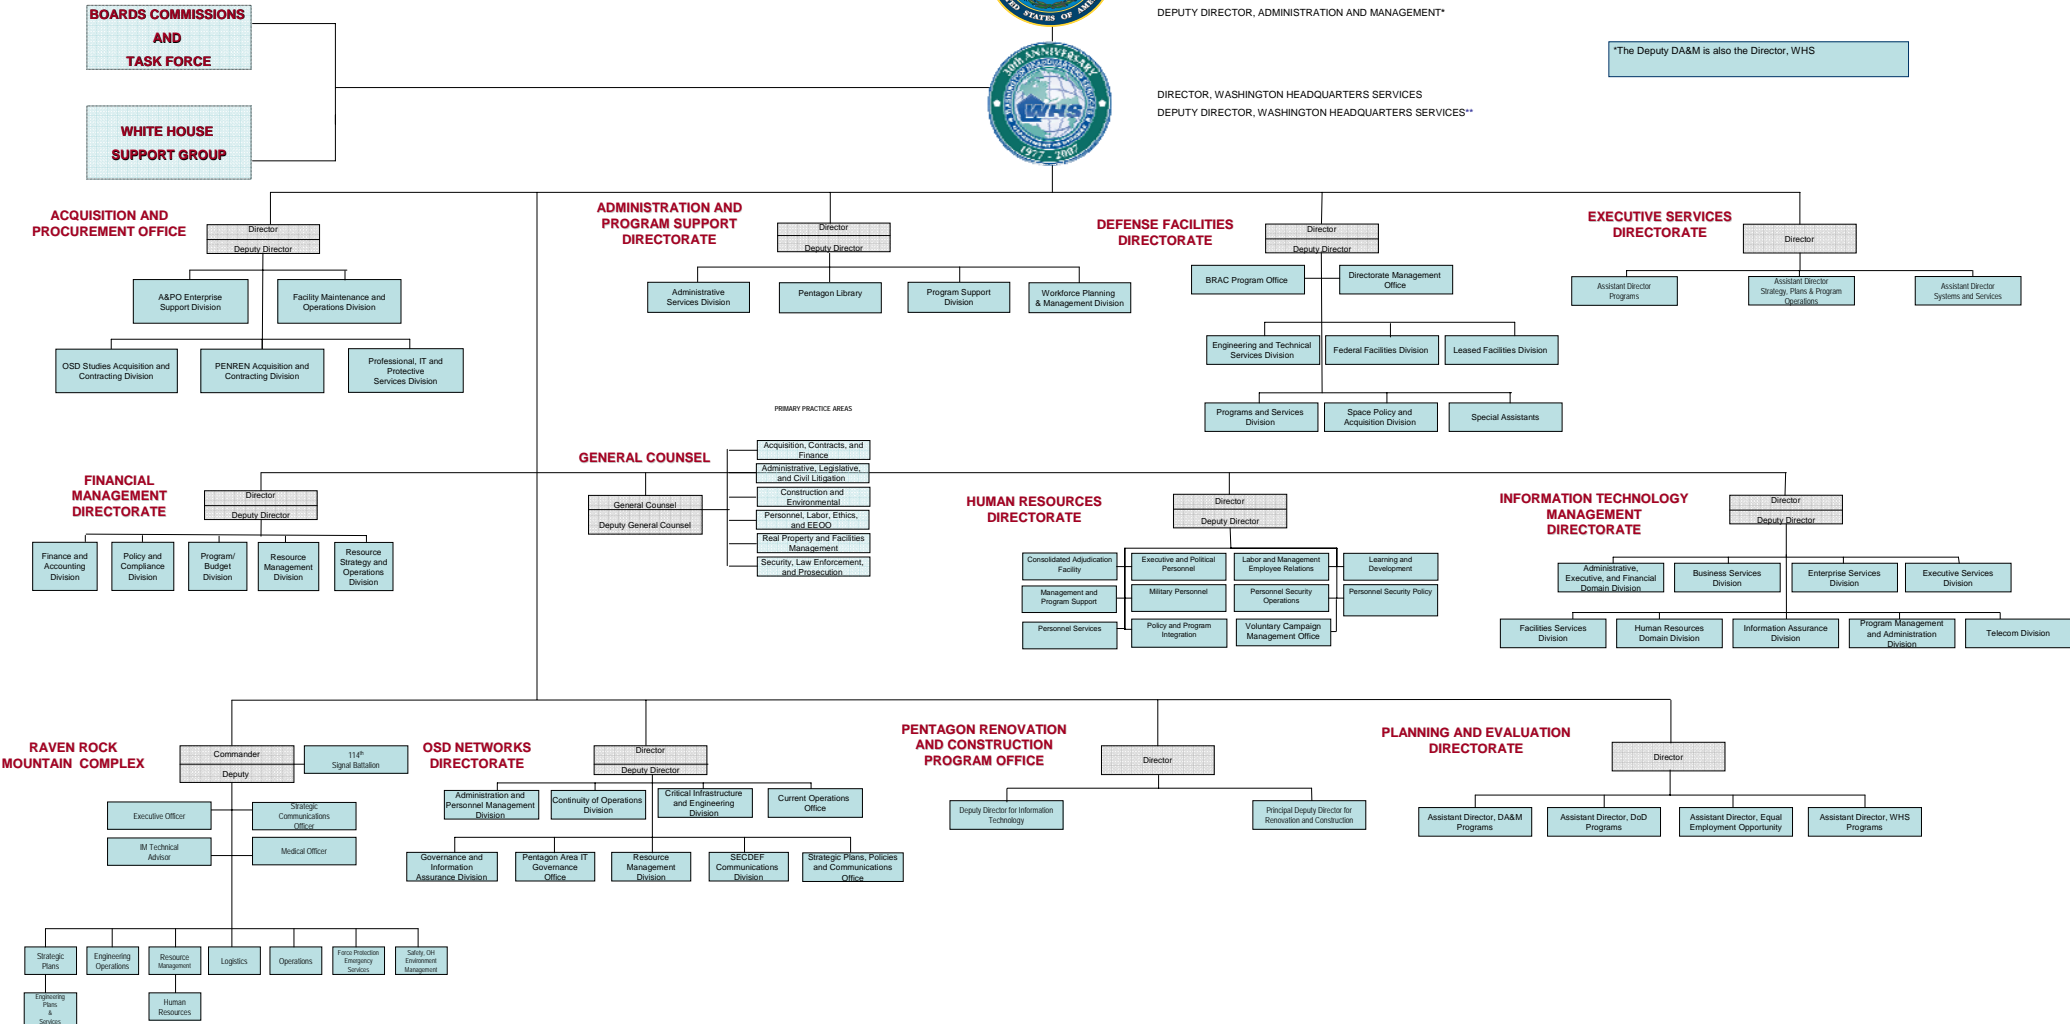 BOARDS COMMISSIONS
AND
TASK FORCE
WHITE HOUSE
SUPPORT GROUP
STATES OF
DEPUTY DIRECTOR, ADMINISTRATION AND MANAGEMENT*
*The Deputy DA&M is also the Director, WHS
30th ANNIVERSARY
WHS
1977 - 2007
DIRECTOR, WASHINGTON HEADQUARTERS SERVICES
DEPUTY DIRECTOR, WASHINGTON HEADQUARTERS SERVICES**
ACQUISITION AND
PROCUREMENT OFFICE
Director
Deputy Director
A&PO Enterprise
Support Division
Facility Maintenance and
Operations Division
OSD Studies Acquisition and
Contracting Division
PENREN Acquisition and
Contracting Division
Professional, IT and
Protective
Services Division
ADMINISTRATION AND
PROGRAM SUPPORT
DIRECTORATE
Director
Deputy Director
Administrative
Services Division
Pentagon Library
Program Support
Division
Workforce Planning
& Management Division
DEFENSE FACILITIES
DIRECTORATE
Director
Deputy Director
BRAC Program Office
Directorate Management
Office
Engineering and Technical
Services Division
Federal Facilities Division
Leased Facilities Division
Programs and Services
Division
Space Policy and
Acquisition Division
Special Assistants
EXECUTIVE SERVICES
DIRECTORATE
Director
Assistant Director
Programs
Assistant Director
Strategy, Plans & Program
Operations
Assistant Director
Systems and Services
FINANCIAL
MANAGEMENT
DIRECTORATE
Director
Deputy Director
Finance and
Accounting
Division
Policy and
Compliance
Division
Program/
Budget
Division
Resource
Management
Division
Resource
Strategy and
Operations
Division
GENERAL COUNSEL
General Counsel
Deputy General Counsel
PRIMARY PRACTICE AREAS
Acquisition, Contracts, and
Finance
Administrative, Legislative,
and Civil Litigation
Construction and
Environmental
Personnel, Labor, Ethics,
and EEOO
Real Property and Facilities
Management
Security, Law Enforcement,
and Prosecution
HUMAN RESOURCES
DIRECTORATE
Director
Deputy Director
Consolidated Adjudication
Facility
Executive and Political
Personnel
Labor and Management
Employee Relations
Learning and
Development
Management and
Program Support
Military Personnel
Personnel Security
Operations
Personnel Security Policy
Personnel Services
Policy and Program
Integration
Voluntary Campaign
Management Office
INFORMATION TECHNOLOGY
MANAGEMENT
DIRECTORATE
Director
Deputy Director
Administrative,
Executive, and Financial
Domain Division
Business Services
Division
Enterprise Services
Division
Executive Services
Division
Facilities Services
Division
Human Resources
Domain Division
Information Assurance
Division
Program Management
and Administration
Division
Telecom Division
RAVEN ROCK
MOUNTAIN COMPLEX
Commander
Deputy
114th
Signal Battalion
Executive Officer
Strategic
Communications
Officer
IM Technical
Advisor
Medical Officer
Strategic
Plans
Engineering
Operations
Resource
Management
Logistics
Operations
Force Protection
Emergency
Services
Safety, OH
Environment
Management
Engineering
Plans
&
Services
Human
Resources
OSD NETWORKS
DIRECTORATE
Director
Deputy Director
Administration and
Personnel Management
Division
Continuity of Operations
Division
Critical Infrastructure
and Engineering
Division
Current Operations
Office
Governance and
Information
Assurance Division
Pentagon Area IT
Governance
Office
Resource
Management
Division
SECDEF
Communications
Division
Strategic Plans, Policies
and Communications
Office
PENTAGON RENOVATION
AND CONSTRUCTION
PROGRAM OFFICE
Director
Deputy Director for Information
Technology
Principal Deputy Director for
Renovation and Construction
PLANNING AND EVALUATION
DIRECTORATE
Director
Assistant Director, DA&M
Programs
Assistant Director, DoD
Programs
Assistant Director, Equal
Employment Opportunity
Assistant Director, WHS
Programs